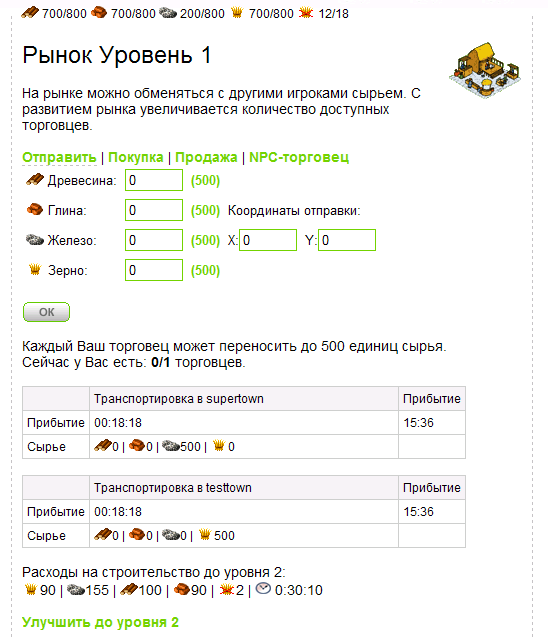 700/800 700/800 200/800 700/800 12/18
Рынок Уровень 1
На рынке можно обменяться с другими игроками сырьем. С
развитием рынка увеличивается количество доступных
торговцев.
Отправить | Покупка | Продажа | NPC-торговец
Древесина: 0 (500)
Глина: 0 (500) Координаты отправки:
Железо: 0 (500) X: 0 Y: 0
Зерно: 0 (500)
ОК
Каждый Ваш торговец может переносить до 500 единиц сырья.
Сейчас у Вас есть: 0/1 торговцев.
Транспортировка в supertown Прибытие
Прибытие 00:18:18 15:36
Сырье 0 | 0 | 500 | 0
Транспортировка в testtown Прибытие
Прибытие 00:18:18 15:36
Сырье 0 | 0 | 0 | 500
Расходы на строительство до уровня 2:
90 | 155 | 100 | 90 | 2 | 0:30:10
Улучшить до уровня 2